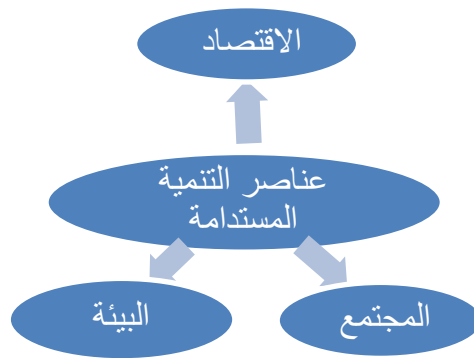 الاقتصاد
عناصر التنمية
المستدامة
المجتمع
البيئة